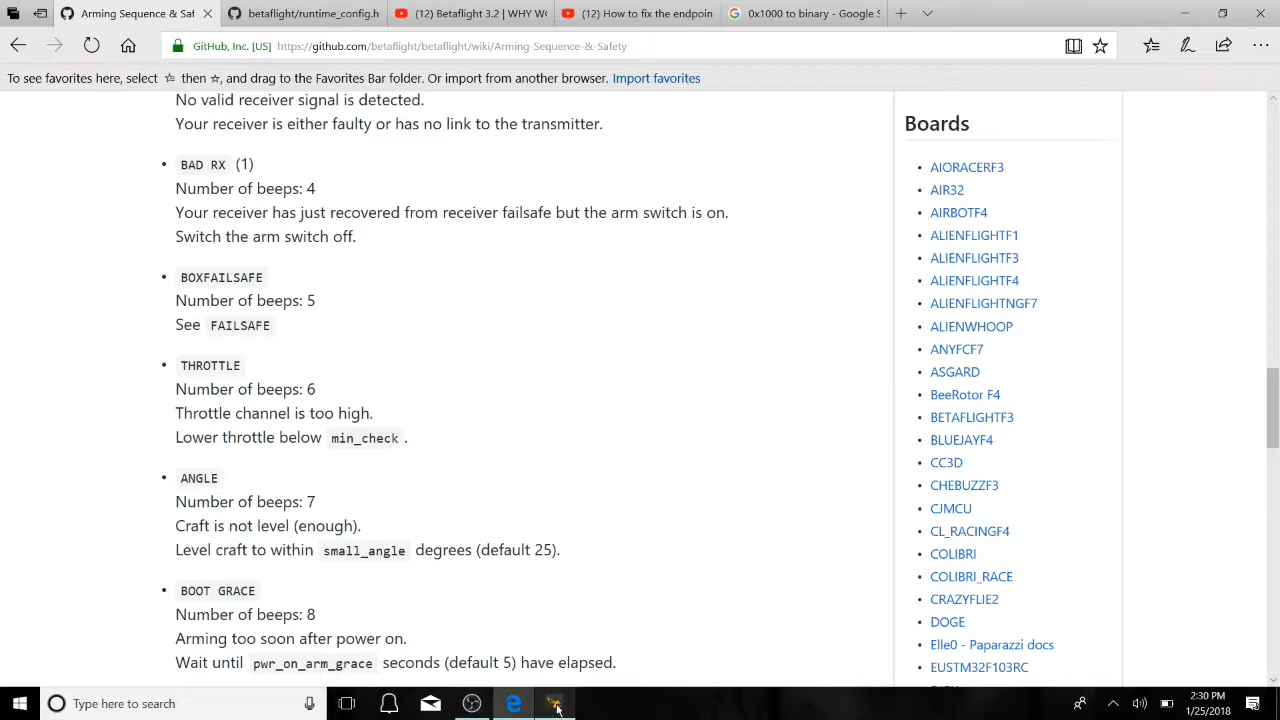 Arming Sequence & Saf
betaflight/runtime_config.h
(12) Betaflight 3.2 | WHY W
(12) How to fix the endpoin
0x1000 to binary - Google S
GitHub, Inc. [US] https://github.com/betaflight/betaflight/wiki/Arming-Sequence-&-Safety
To see favorites here, select ☆ then ☆, and drag to the Favorites Bar folder. Or import from another browser. Import favorites
No valid receiver signal is detected.
Your receiver is either faulty or has no link to the transmitter.
• BAD RX (1)
Number of beeps: 4
Your receiver has just recovered from receiver failsafe but the arm switch is on.
Switch the arm switch off.
• BOXFAILSAFE
Number of beeps: 5
See FAILSAFE
• THROTTLE
Number of beeps: 6
Throttle channel is too high.
Lower throttle below min_check .
• ANGLE
Number of beeps: 7
Craft is not level (enough).
Level craft to within small_angle degrees (default 25).
• BOOT GRACE
Number of beeps: 8
Arming too soon after power on.
Wait until pwr_on_arm_grace seconds (default 5) have elapsed.
Boards
• AIORACERF3
• AIR32
• AIRBOTF4
• ALIENFLIGHTF1
• ALIENFLIGHTF3
• ALIENFLIGHTF4
• ALIENFLIGHTNGF7
• ALIENWHOOP
• ANYFCF7
• ASGARD
• BeeRotor F4
• BETAFLIGHTF3
• BLUEJAYF4
• CC3D
• CHEBUZZF3
• CJMCU
• CL_RACINGF4
• COLIBRI
• COLIBRI_RACE
• CRAZYFLIE2
• DOGE
• Elle0 - Paparazzi docs
• EUSTM32F103RC
Type here to search
2:30 PM
1/25/2018